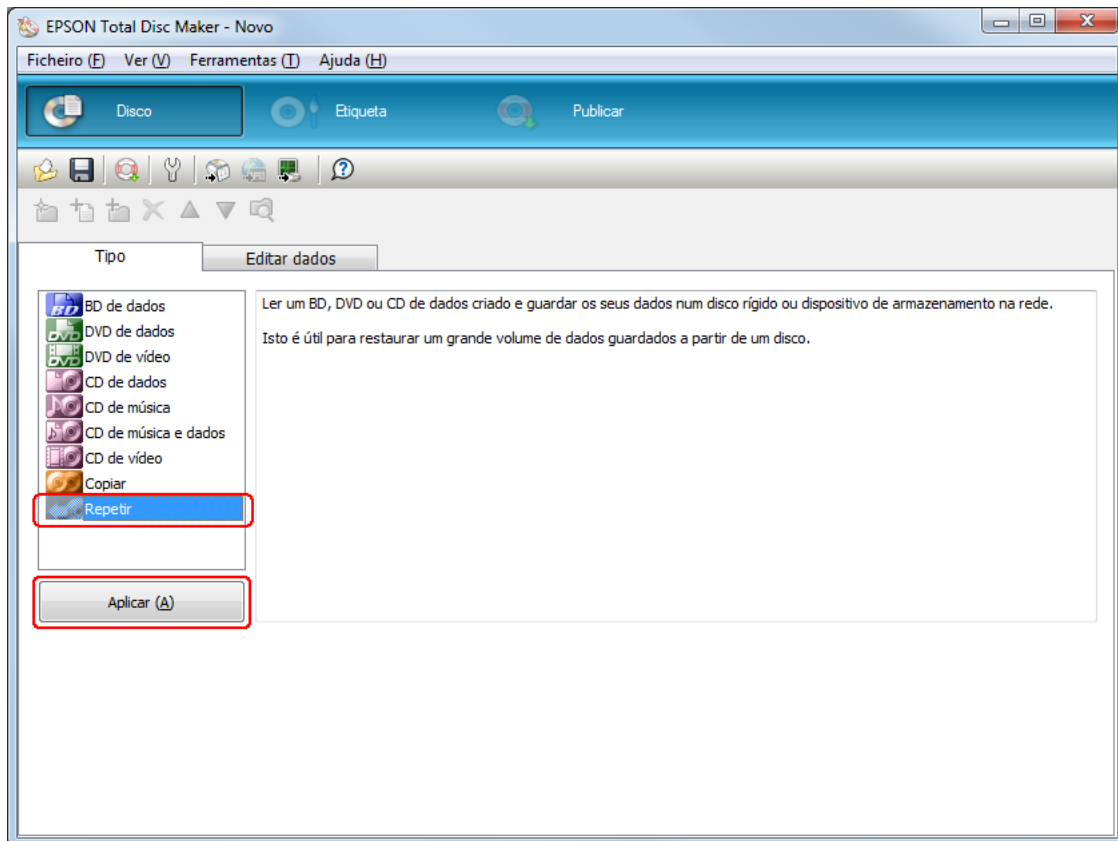 EPSON Total Disc Maker - Novo
Ficheiro (F) Ver (V) Ferramentas (T) Ajuda (H)
Disco Etiqueta Publicar
Tipo Editar dados
BD de dados
DVD de dados
DVD de vídeo
CD de dados
CD de música
CD de música e dados
CD de vídeo
Copiar
Repetir
Aplicar (A)
Ler um BD, DVD ou CD de dados criado e guardar os seus dados num disco rígido ou dispositivo de armazenamento na rede.
Isto é útil para restaurar um grande volume de dados guardados a partir de um disco.